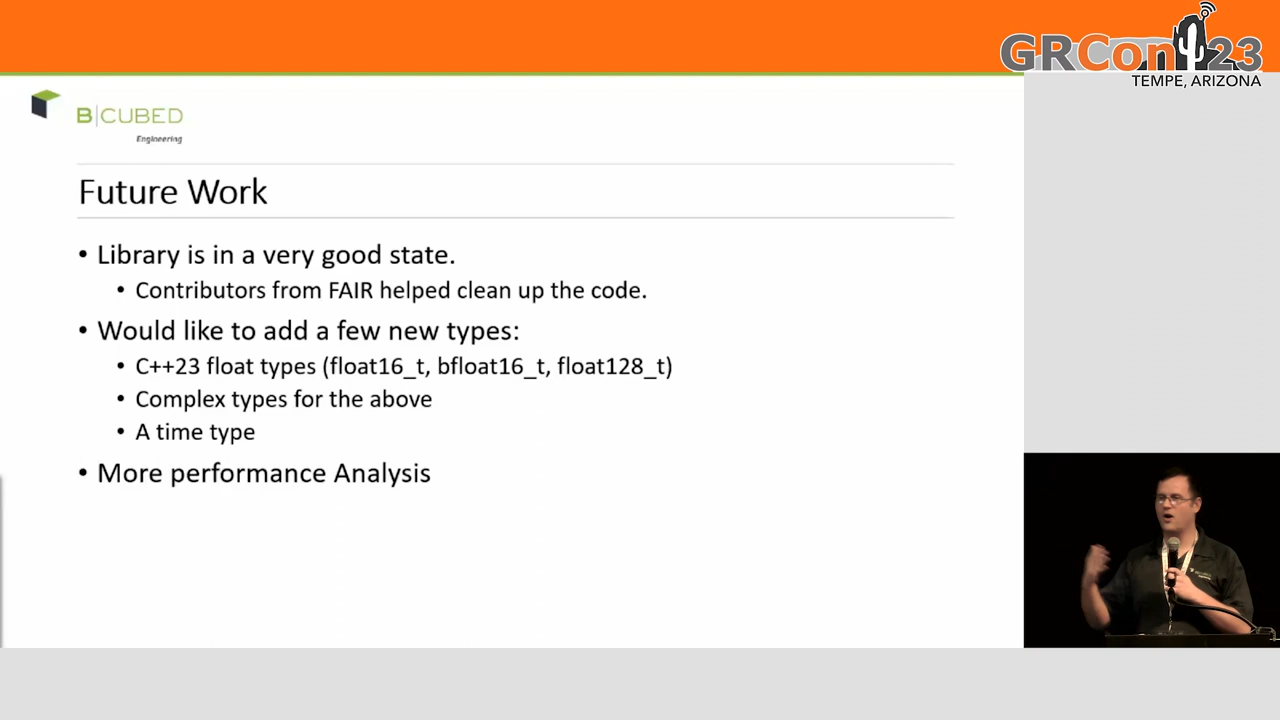 GRCon 23
TEMPE, ARIZONA
B|CUBED
Engineering
Future Work
• Library is in a very good state.
• Contributors from FAIR helped clean up the code.
• Would like to add a few new types:
• C++23 float types (float16_t, bfloat16_t, float128_t)
• Complex types for the above
• A time type
• More performance Analysis